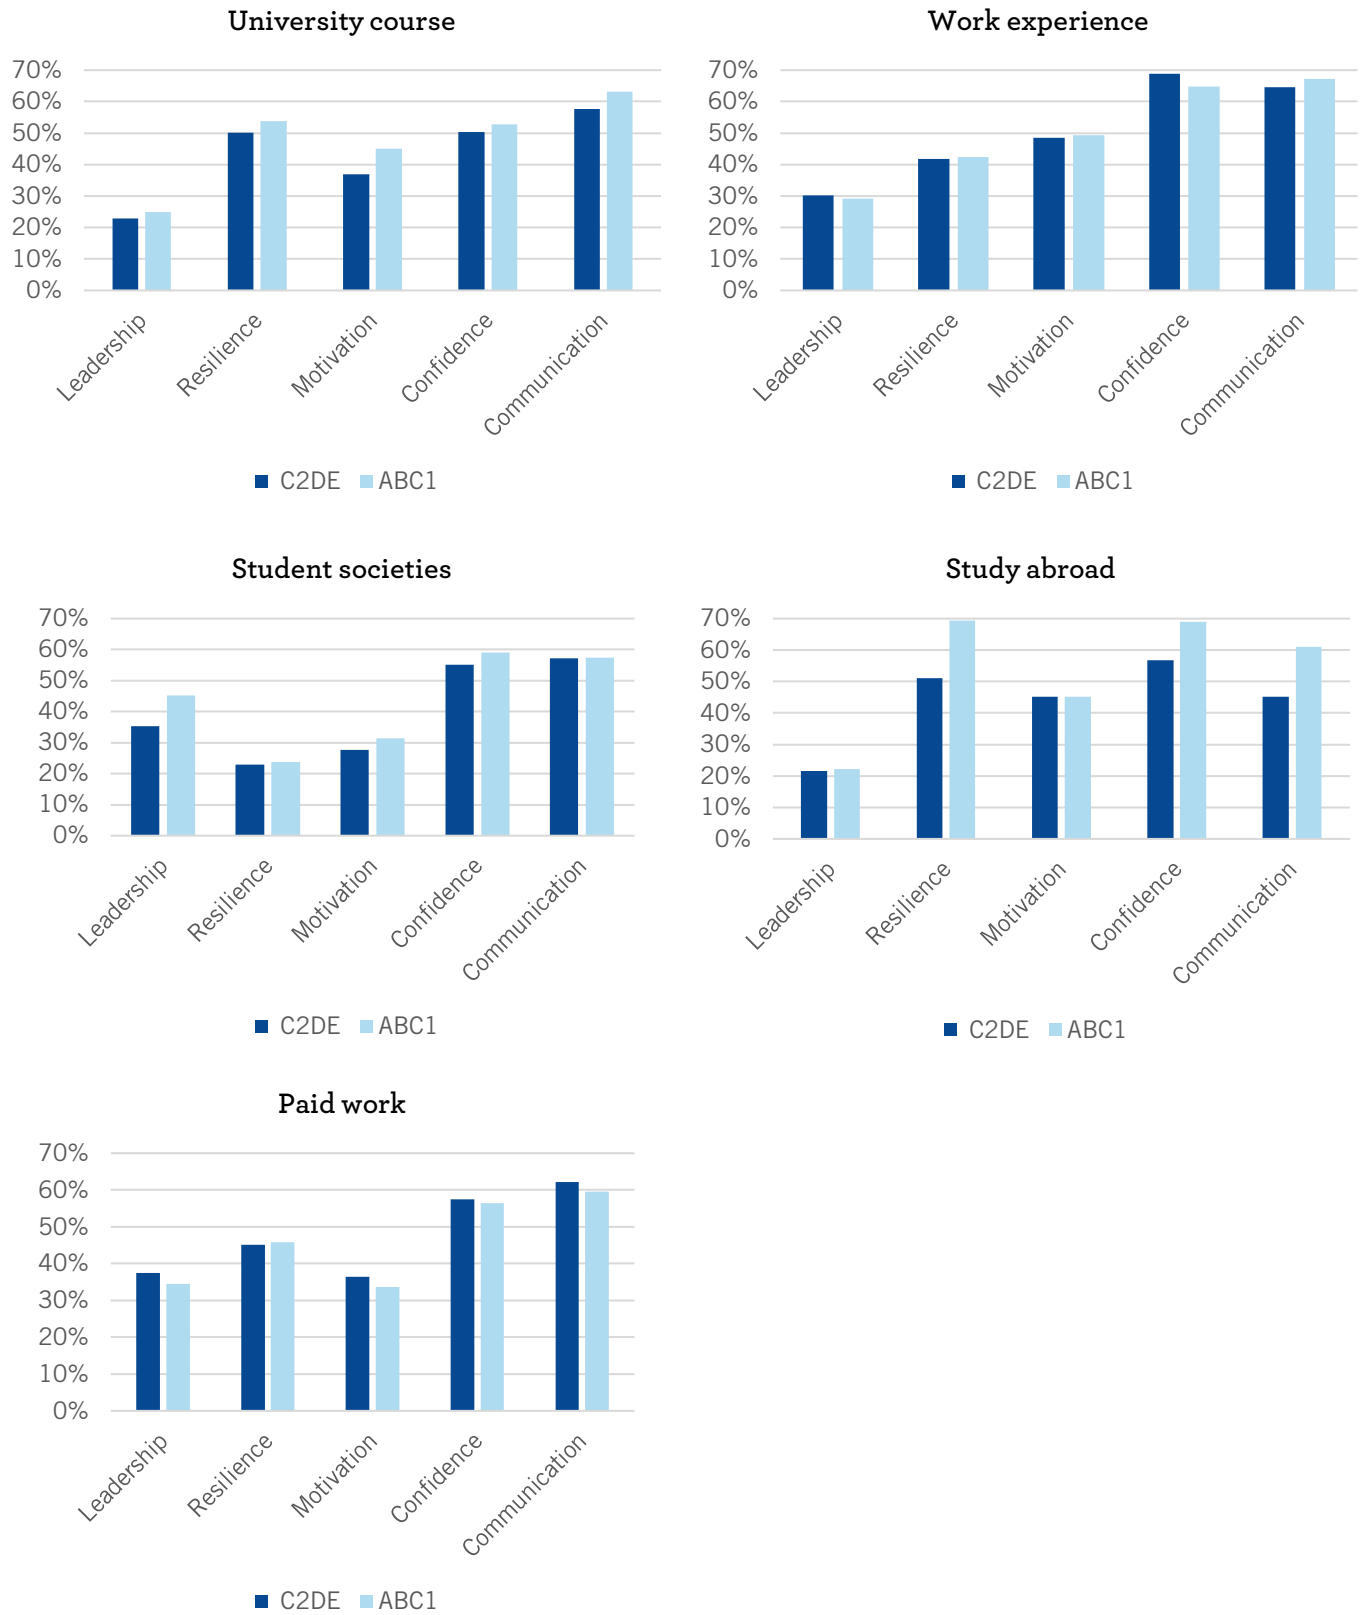 University course
70%
60%
50%
40%
30%
20%
10%
0%
Leadership
Resilience
Motivation
Confidence
Communication
C2DE ABC1
Work experience
70%
60%
50%
40%
30%
20%
10%
0%
Leadership
Resilience
Motivation
Confidence
Communication
C2DE ABC1
Student societies
70%
60%
50%
40%
30%
20%
10%
0%
Leadership
Resilience
Motivation
Confidence
Communication
C2DE ABC1
Study abroad
70%
60%
50%
40%
30%
20%
10%
0%
Leadership
Resilience
Motivation
Confidence
Communication
C2DE ABC1
Paid work
70%
60%
50%
40%
30%
20%
10%
0%
Leadership
Resilience
Motivation
Confidence
Communication
C2DE ABC1